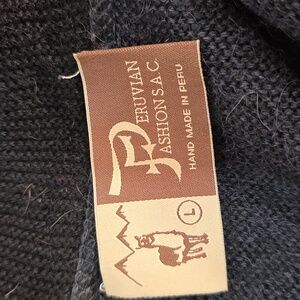 PERUVIAN
FASHION S.A.C.
HAND MADE IN PERU
L